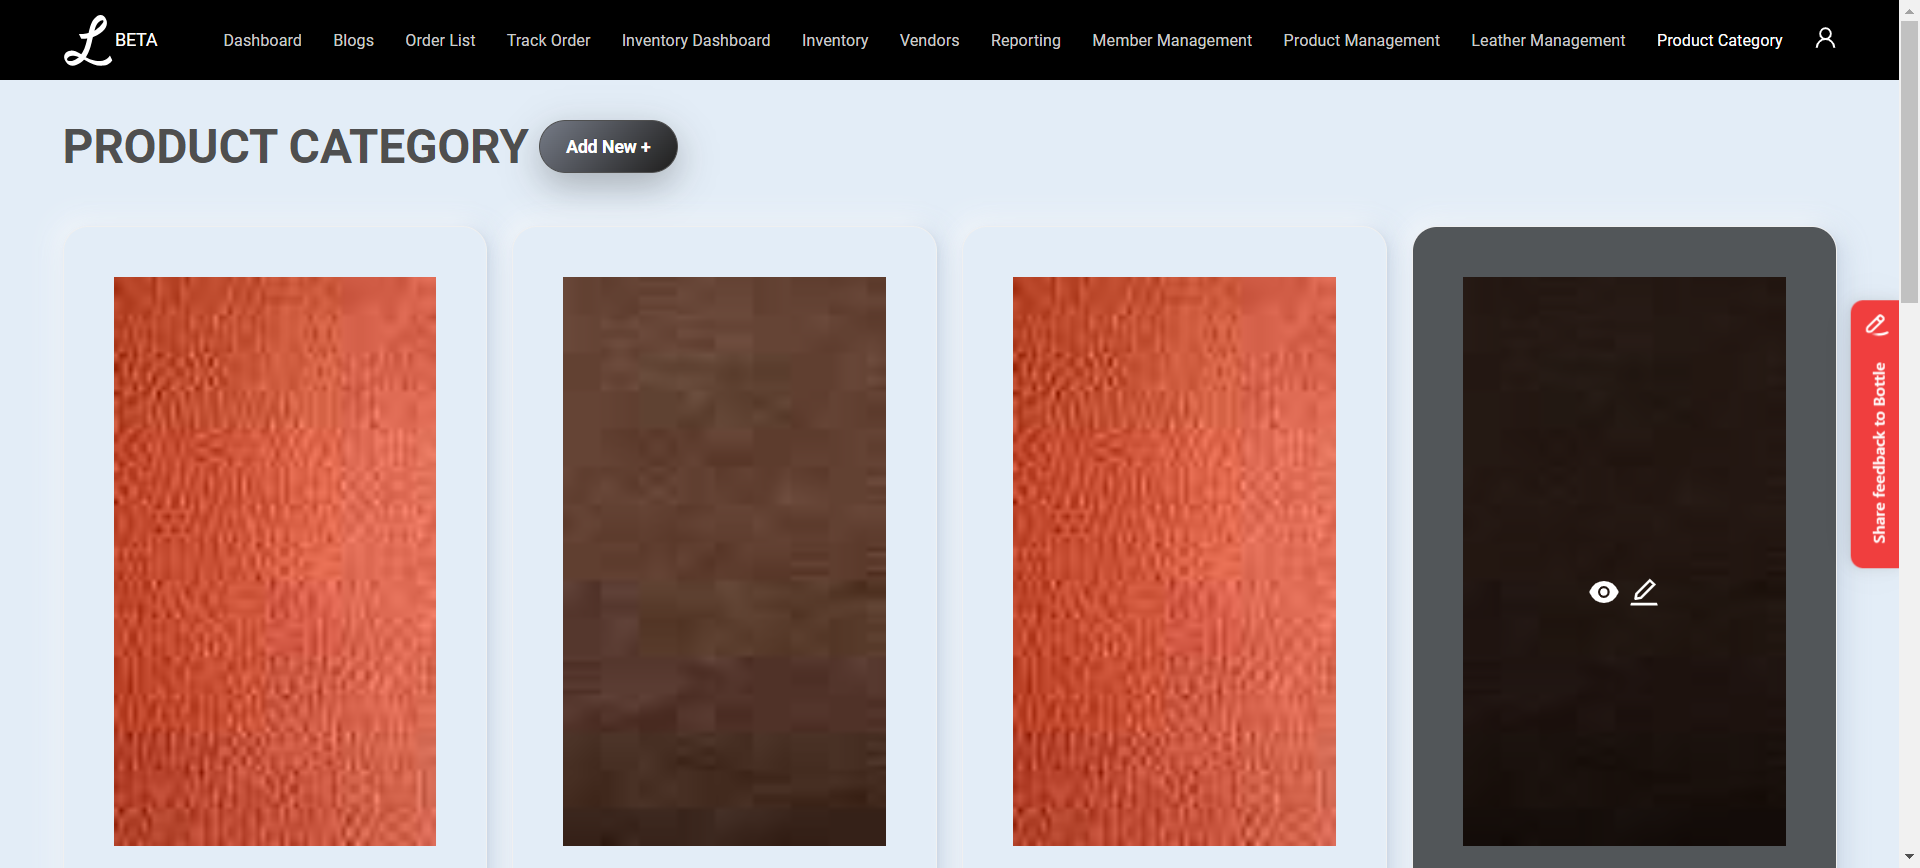 L BETA Dashboard Blogs Order List Track Order Inventory Dashboard Inventory Vendors Reporting Member Management Product Management Leather Management Product Category
PRODUCT CATEGORY Add New +
Share feedback to Bottle